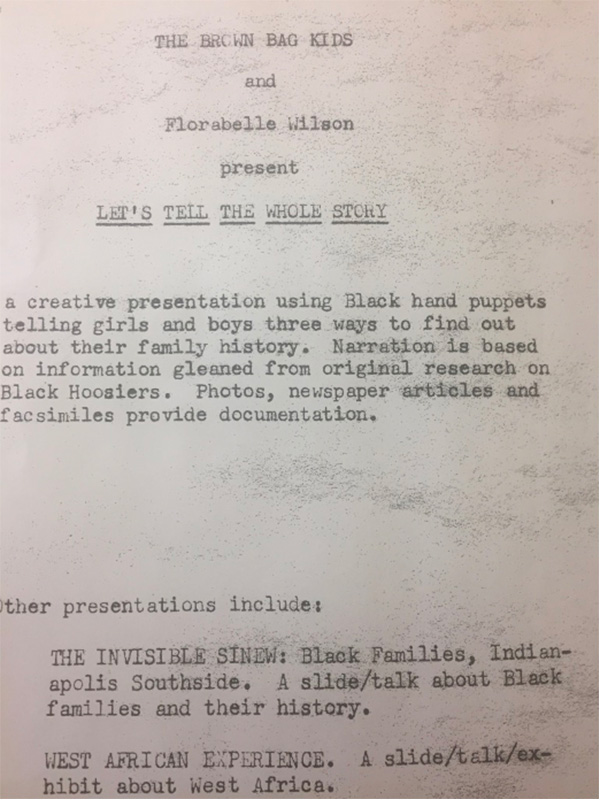 THE BROWN BAG KIDS
and
Florabelle Wilson
present
LET'S TELL THE WHOLE STORY
a creative presentation using Black hand puppets
telling girls and boys three ways to find out
about their family history. Narration is based
on information gleaned from original research on
Black Hoosiers. Photos, newspaper articles and
facsimiles provide documentation.
Other presentations include:
THE INVISIBLE SINEW: Black Families, Indian-
apolis Southside. A slide/talk about Black
families and their history.
WEST AFRICAN EXPERIENCE. A slide/talk/ex-
hibit about West Africa.